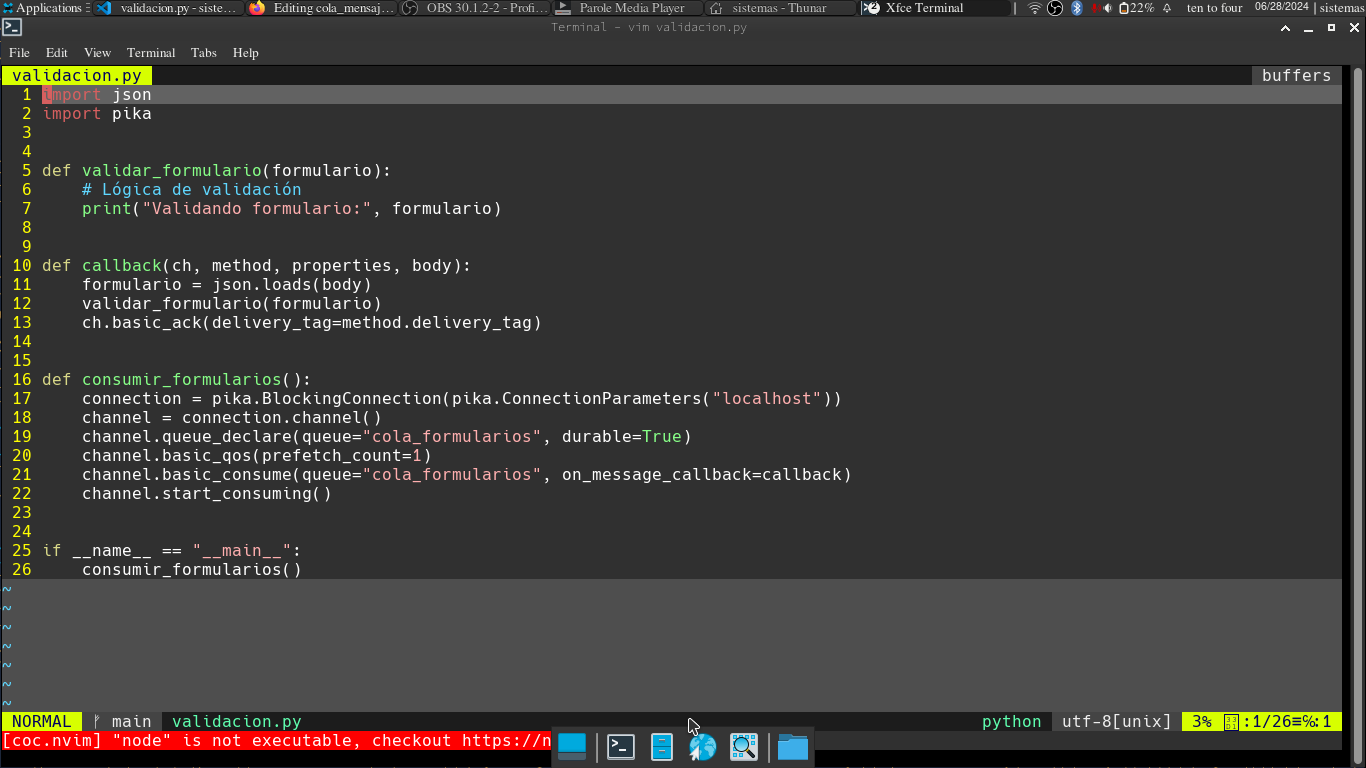 Applications validacion.py - siste... Editing cola_mensaj... OBS 30.1.2-2 - Profi... Parole Media Player sistemas - Thunar Xfce Terminal 22% ten to four 06/28/2024 sistemas
Terminal - vim validacion.py
File Edit View Terminal Tabs Help
validacion.py buffers
1 import json
2 import pika
3
4
5 def validar_formulario(formulario):
6     # Lógica de validación
7     print("Validando formulario:", formulario)
8
9
10 def callback(ch, method, properties, body):
11     formulario = json.loads(body)
12     validar_formulario(formulario)
13     ch.basic_ack(delivery_tag=method.delivery_tag)
14
15
16 def consumir_formularios():
17     connection = pika.BlockingConnection(pika.ConnectionParameters("localhost"))
18     channel = connection.channel()
19     channel.queue_declare(queue="cola_formularios", durable=True)
20     channel.basic_qos(prefetch_count=1)
21     channel.basic_consume(queue="cola_formularios", on_message_callback=callback)
22     channel.start_consuming()
23
24
25 if __name__ == "__main__":
26     consumir_formularios()
~
~
~
~
~
~
~
NORMAL main validacion.py python utf-8[unix] 3% :1/26≡℅:1
[coc.nvim] "node" is not executable, checkout https://n